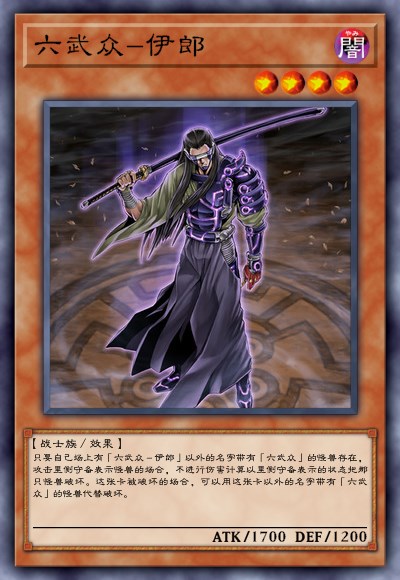 六武众－伊郎
やみ
闇
【战士族／效果】
只要自己场上有「六武众－伊郎」以外的名字带有「六武众」的怪兽存在，
攻击里侧守备表示怪兽的场合，不进行伤害计算以里侧守备表示的状态把那
只怪兽破坏。这张卡被破坏的场合，可以用这张卡以外的名字带有「六武
众」的怪兽代替破坏。
ATK/1700 DEF/1200